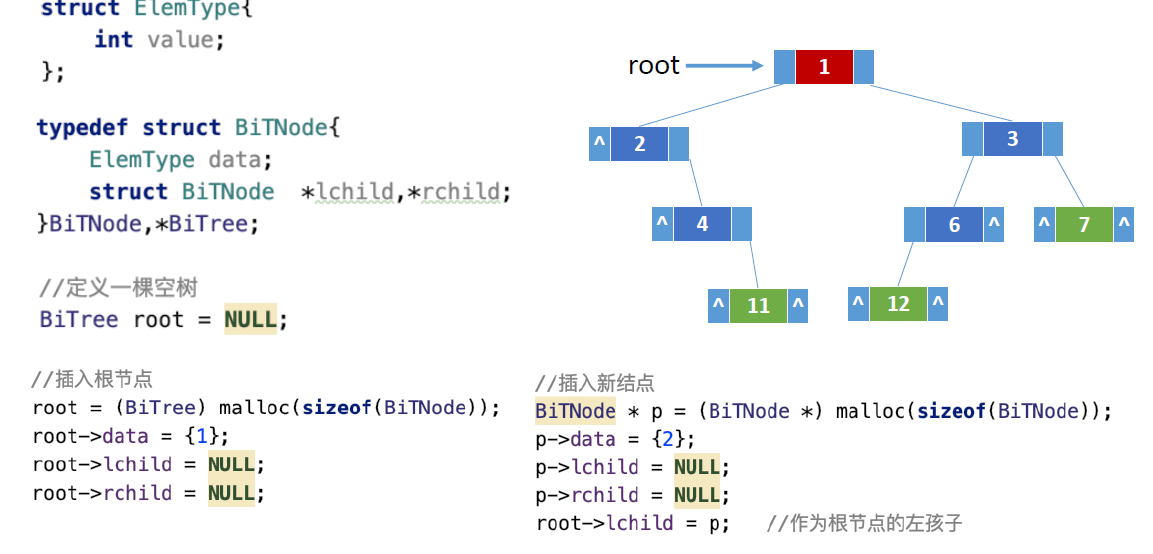 struct ElemType{
    int value;
};
typedef struct BiTNode{
    ElemType data;
    struct BiTNode  *lchild,*rchild;
}BiTNode,*BiTree;
//定义一棵空树
BiTree root = NULL;
//插入根节点
root = (BiTree) malloc(sizeof(BiTNode));
root->data = {1};
root->lchild = NULL;
root->rchild = NULL;
root 1
^ 2
3
^ 4
6 ^
^ 7 ^
^ 11 ^
^ 12 ^
//插入新结点
BiTNode * p = (BiTNode *) malloc(sizeof(BiTNode));
p->data = {2};
p->lchild = NULL;
p->rchild = NULL;
root->lchild = p;   //作为根节点的左孩子